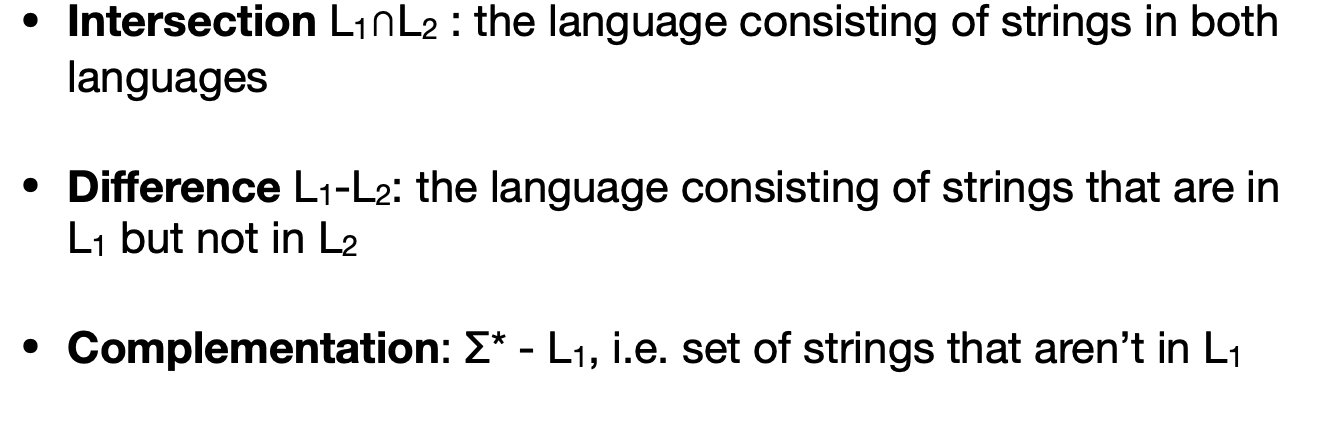 • Intersection L₁∩L₂ : the language consisting of strings in both
languages
• Difference L₁-L₂: the language consisting of strings that are in
L₁ but not in L₂
• Complementation: Σ* - L₁, i.e. set of strings that aren’t in L₁